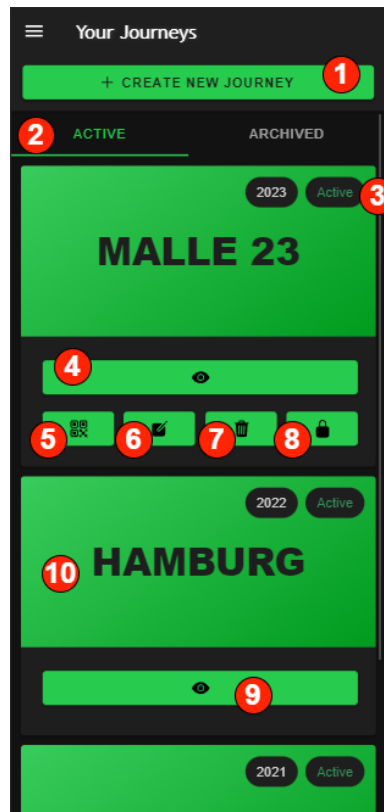 Your Journeys
+ CREATE NEW JOURNEY 1
2 ACTIVE ARCHIVED
2023 Active 3
MALLE 23
4
5 6 7 8
2022 Active
10 HAMBURG
9
2021 Active